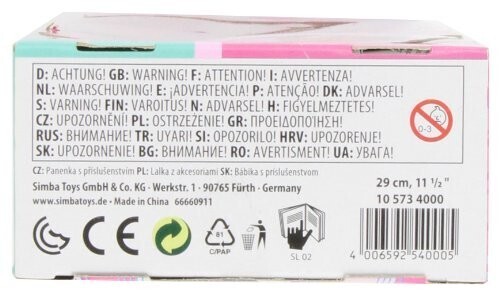 D: ACHTUNG! GB: WARNING! F: ATTENTION! I: AVVERTENZA!
NL: WAARSCHUWING! E: ¡ADVERTENCIA! P: ATENÇÃO! DK: ADVARSEL!
S: VARNING! FIN: VAROITUS! N: ADVARSEL! H: FIGYELMEZTETES!
CZ: UPOZORNĚNÍ! PL: OSTRZEŻENIE! GR: ΠΡΟΕΙΔΟΠΟΙΗΣΗ!
RUS: ВНИМАНИЕ! TR: UYARI! SI: OPOZORILO! HRV: UPOZORENJE!
SK: UPOZORNENIE! BG: ВНИМАНИЕ! RO: AVERTISMENT! UA: УВАГА!
0-3
CZ: Panenka s příslušenstvím PL: Lalka z akcesoriami SK: Bábika s príslušenstvom
Simba Toys GmbH & Co. KG · Werkstr. 1 · 90765 Fürth · Germany
www.simbatoys.de Made in China 66660911
29 cm, 11 ½"
10 573 4000
CE
81
C/PAP
SL 02
4 006592 540005